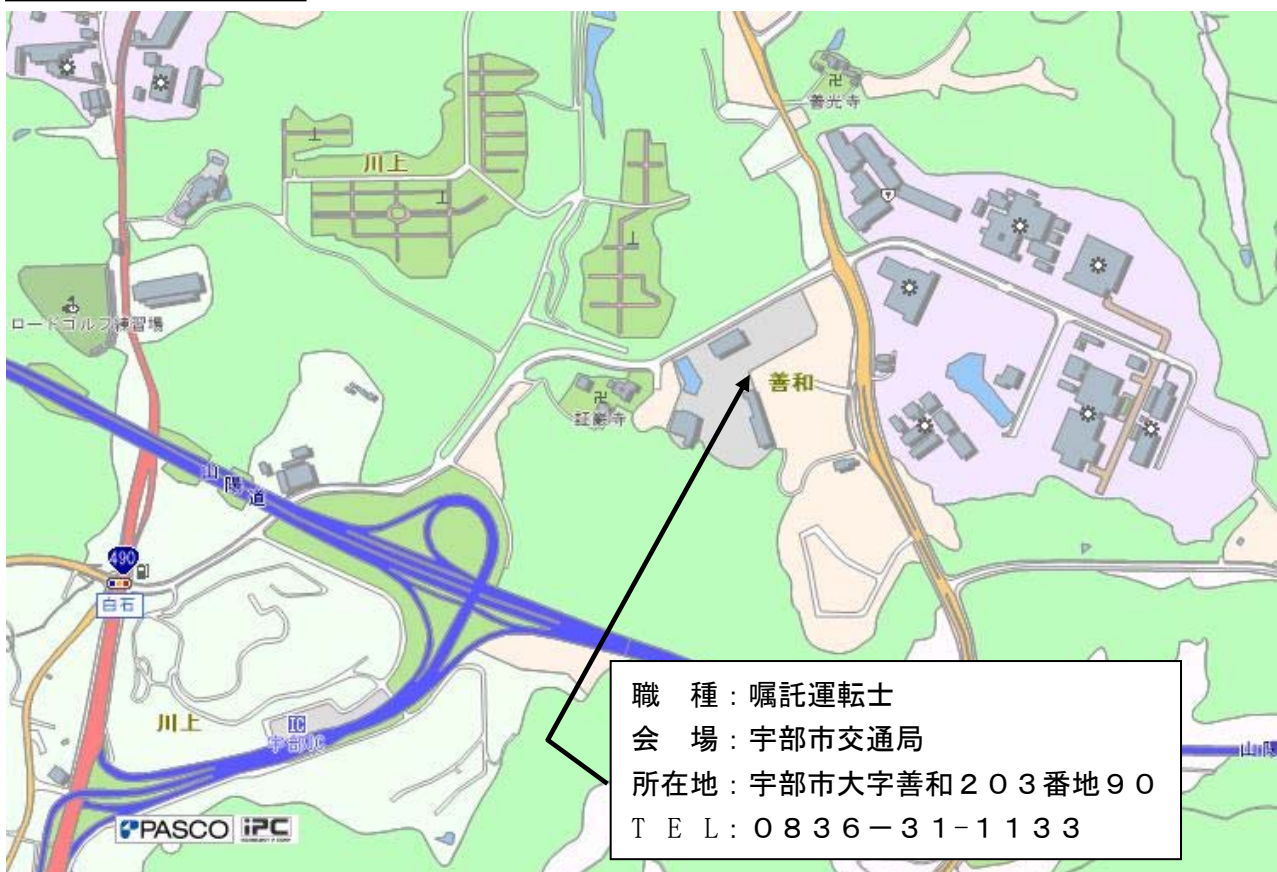 善光寺
川上
ロードゴルフ練習場
善和
山陽道
490
白石
川上
IC
宇部IC
職　種：嘱託運転士
会　場：宇部市交通局
所在地：宇部市大字善和２０３番地９０
ＴＥＬ：０８３６－３１-１１３３
山陽
PASCO iPC